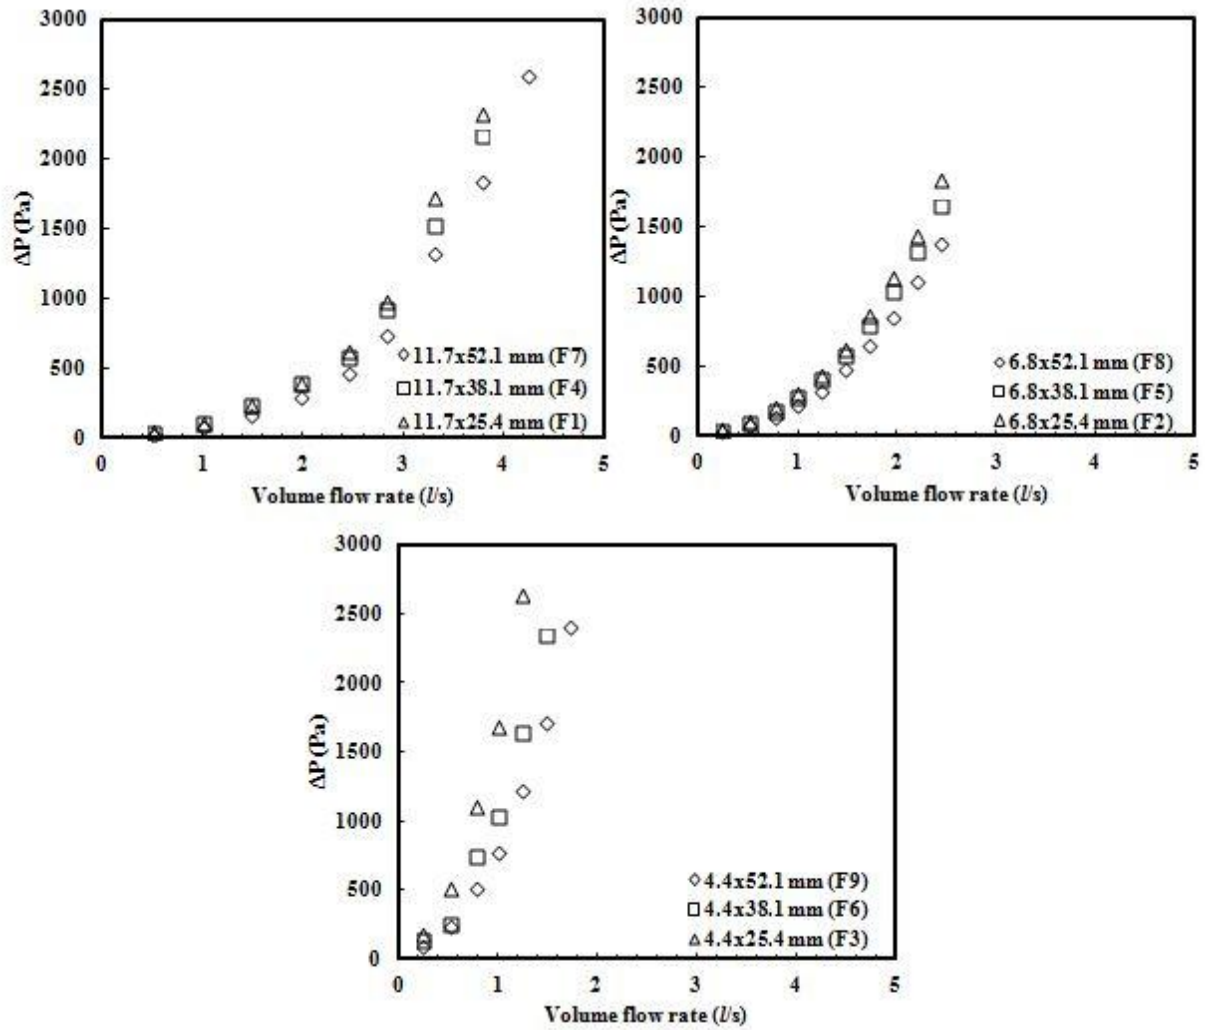 3000
2500
2000
1500
1000
500
0
ΔP (Pa)
0 1 2 3 4 5
Volume flow rate (l/s)
11.7x52.1 mm (F7)
11.7x38.1 mm (F4)
11.7x25.4 mm (F1)
3000
2500
2000
1500
1000
500
0
ΔP (Pa)
0 1 2 3 4 5
Volume flow rate (l/s)
6.8x52.1 mm (F8)
6.8x38.1 mm (F5)
6.8x25.4 mm (F2)
3000
2500
2000
1500
1000
500
0
ΔP (Pa)
0 1 2 3 4 5
Volume flow rate (l/s)
4.4x52.1 mm (F9)
4.4x38.1 mm (F6)
4.4x25.4 mm (F3)